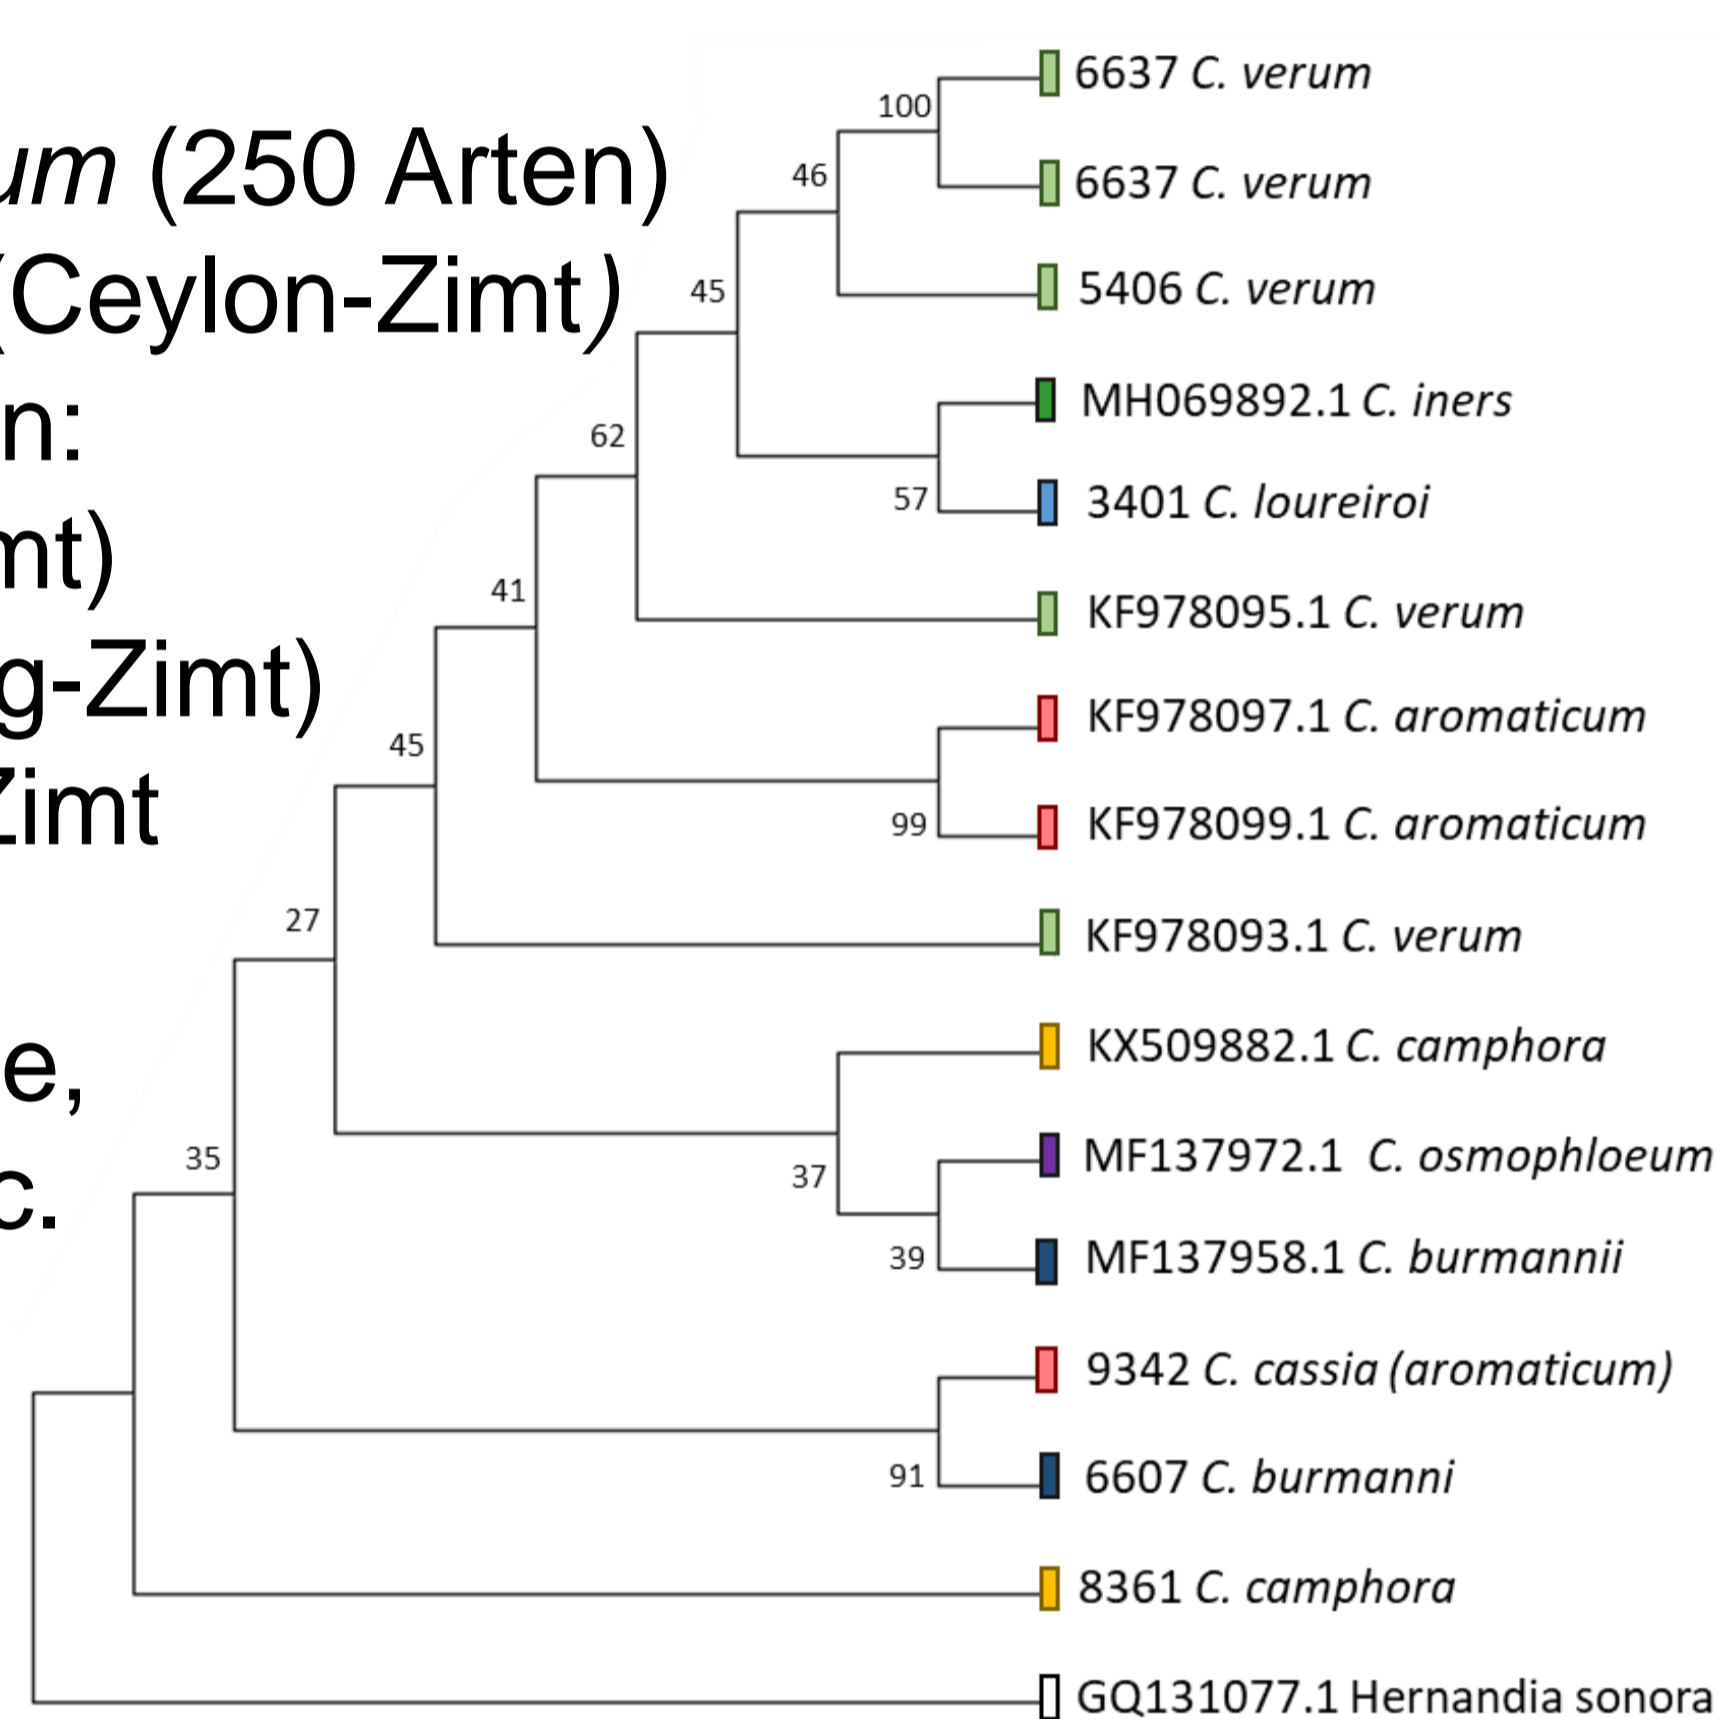 um (250 Arten)
(Ceylon-Zimt)
n:
mt)
g-Zimt)
Zimt
e,
c.
100
46
45
62
57
41
45
99
27
35
37
39
91
6637 C. verum
6637 C. verum
5406 C. verum
MH069892.1 C. iners
3401 C. loureiroi
KF978095.1 C. verum
KF978097.1 C. aromaticum
KF978099.1 C. aromaticum
KF978093.1 C. verum
KX509882.1 C. camphora
MF137972.1 C. osmophloeum
MF137958.1 C. burmannii
9342 C. cassia (aromaticum)
6607 C. burmanni
8361 C. camphora
GQ131077.1 Hernandia sonora